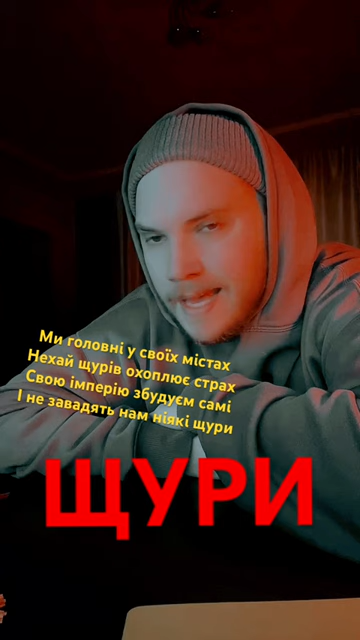 Ми головні у своїх містах
Нехай щурів охоплює страх
Свою імперію збудуєм самі
І не завадять нам ніякі щури
ЩУРИ